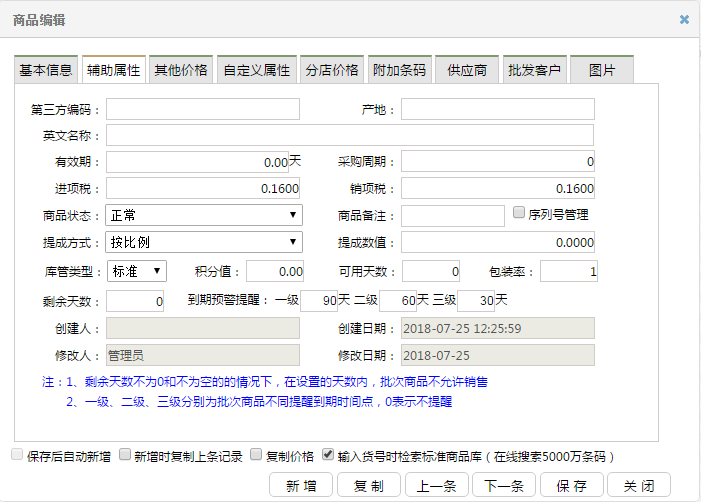 商品编辑
基本信息 辅助属性 其他价格 自定义属性 分店价格 附加条码 供应商 批发客户 图片
第三方编码： 产地：
英文名称：
有效期： 0.00 天 采购周期： 0
进项税： 0.1600 销项税： 0.1600
商品状态： 正常 商品备注： 序列号管理
提成方式： 按比例 提成数值： 0.0000
库管类型： 标准 积分值： 0.00 可用天数： 0 包装率： 1
剩余天数： 0 到期预警提醒： 一级 90 天 二级 60 天 三级 30 天
创建人： 创建日期： 2018-07-25 12:25:59
修改人： 管理员 修改日期： 2018-07-25
注：1、剩余天数不为0和不为空的的情况下，在设置的天数内，批次商品不允许销售
2、一级、二级、三级分别为批次商品不同提醒到期时间点，0表示不提醒
保存后自动新增 新增时复制上条记录 复制价格 输入货号时检索标准商品库（在线搜索5000万条码）
新 增 复 制 上一条 下一条 保 存 关 闭